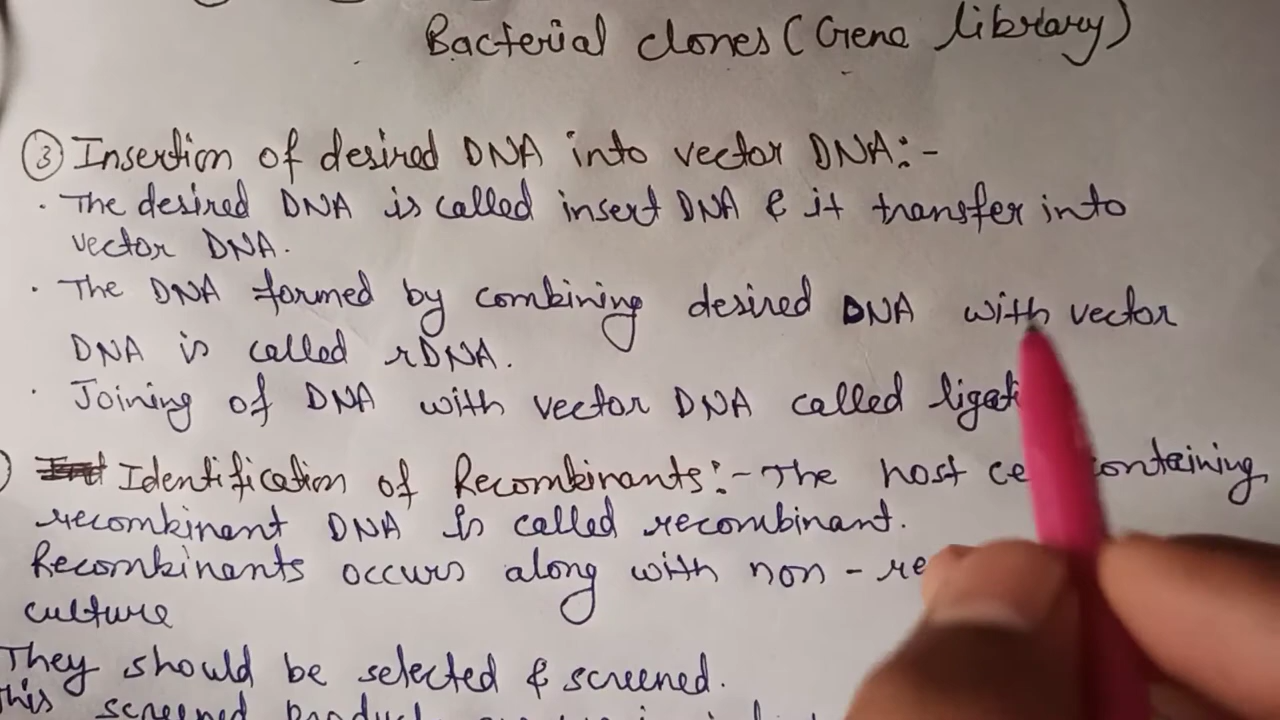 Bacterial clones (Gene library)
③ Insertion of desired DNA into vector DNA:-
· The desired DNA is called insert DNA & it transfer into
vector DNA.
· The DNA formed by combining desired DNA with vector
DNA is called rDNA.
· Joining of DNA with vector DNA called
Identification of Recombinants:- The host containing
recombinant DNA is called recombinant.
Recombinants occurs along with non-
culture
They should be selected & screened.
This screened